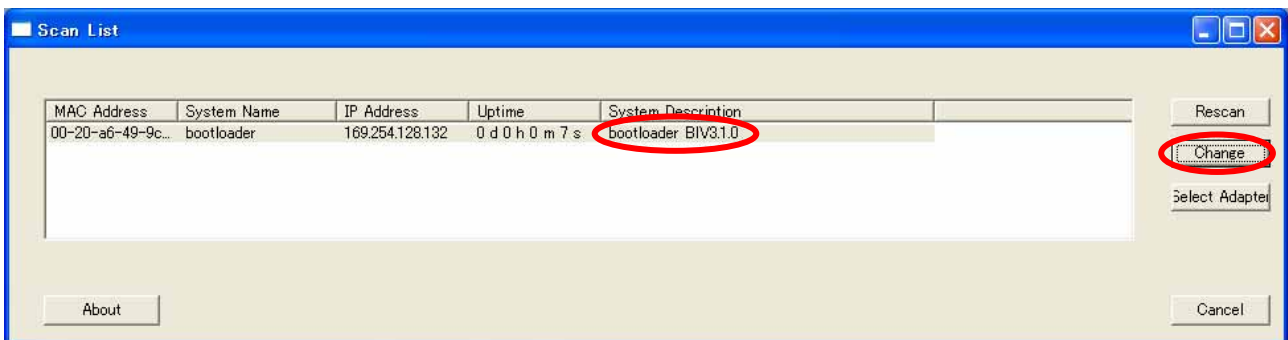 Scan List
MAC Address System Name IP Address Uptime System Description
00-20-a6-49-9c... bootloader 169.254.128.132 0 d 0 h 0 m 7 s bootloader BIV3.1.0
Rescan
Change
Select Adapter
About
Cancel